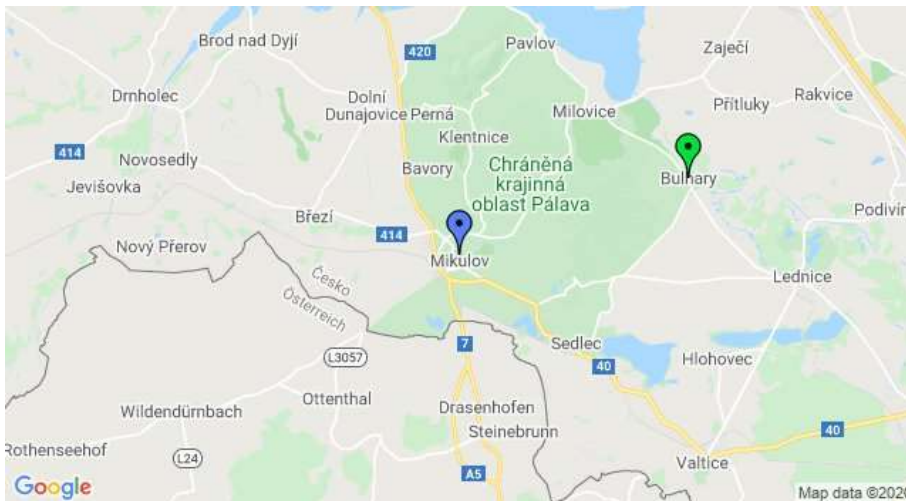 Brod nad Dyjí
420
Pavlov
Zaječí
414
Drnholec
Dolní
Dunajovice
Perná
Milovice
Přítluky
Rakvice
Klentnice
414
Novosedly
Bavory
Chráněná
krajinná
oblast Pálava
Bulhary
Jevišovka
Březí
414
Podivín
Nový Přerov
Mikulov
Česko
Österreich
Lednice
7
Sedlec
L3057
40
Hlohovec
Ottenthal
Wildendürnbach
Drasenhofen
Steinebrunn
40
Rothenseehof
L24
A5
Valtice
Google
Map data ©2020